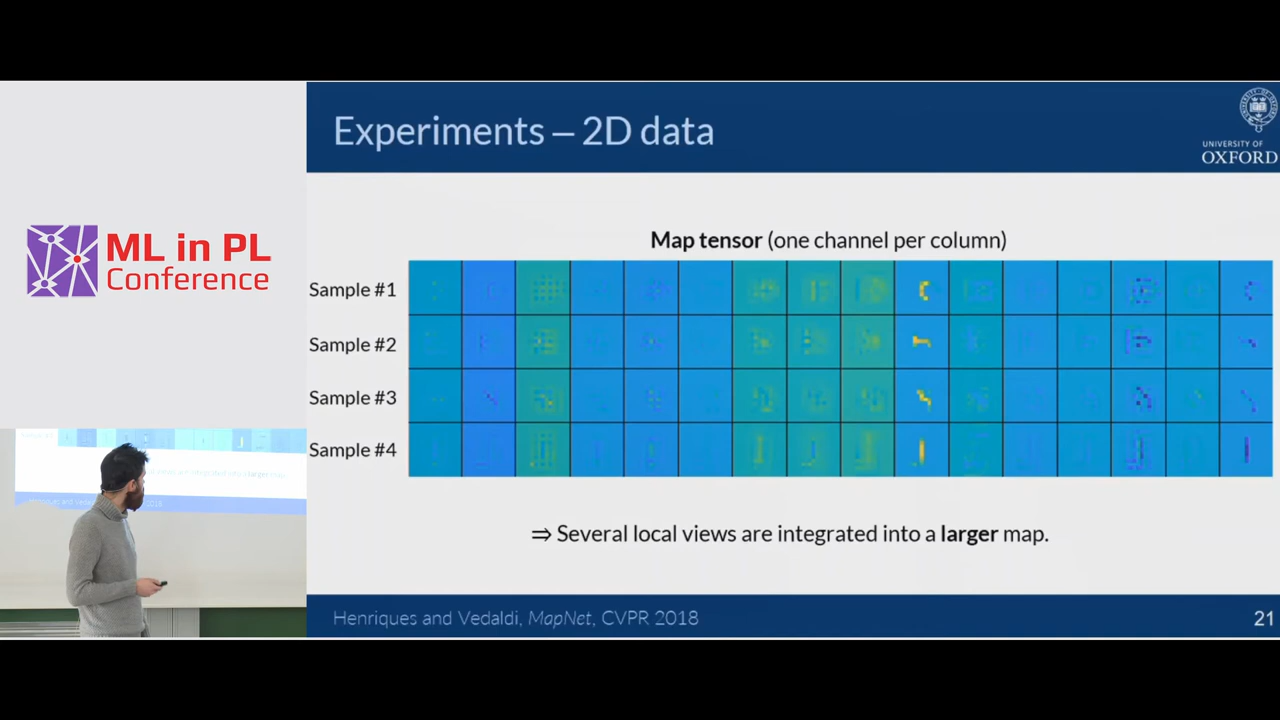 Experiments – 2D data
UNIVERSITY OF
OXFORD
ML in PL
Conference
Map tensor (one channel per column)
Sample #1
Sample #2
Sample #3
Sample #4
⇒ Several local views are integrated into a larger map.
Henriques and Vedaldi, MapNet, CVPR 2018
21